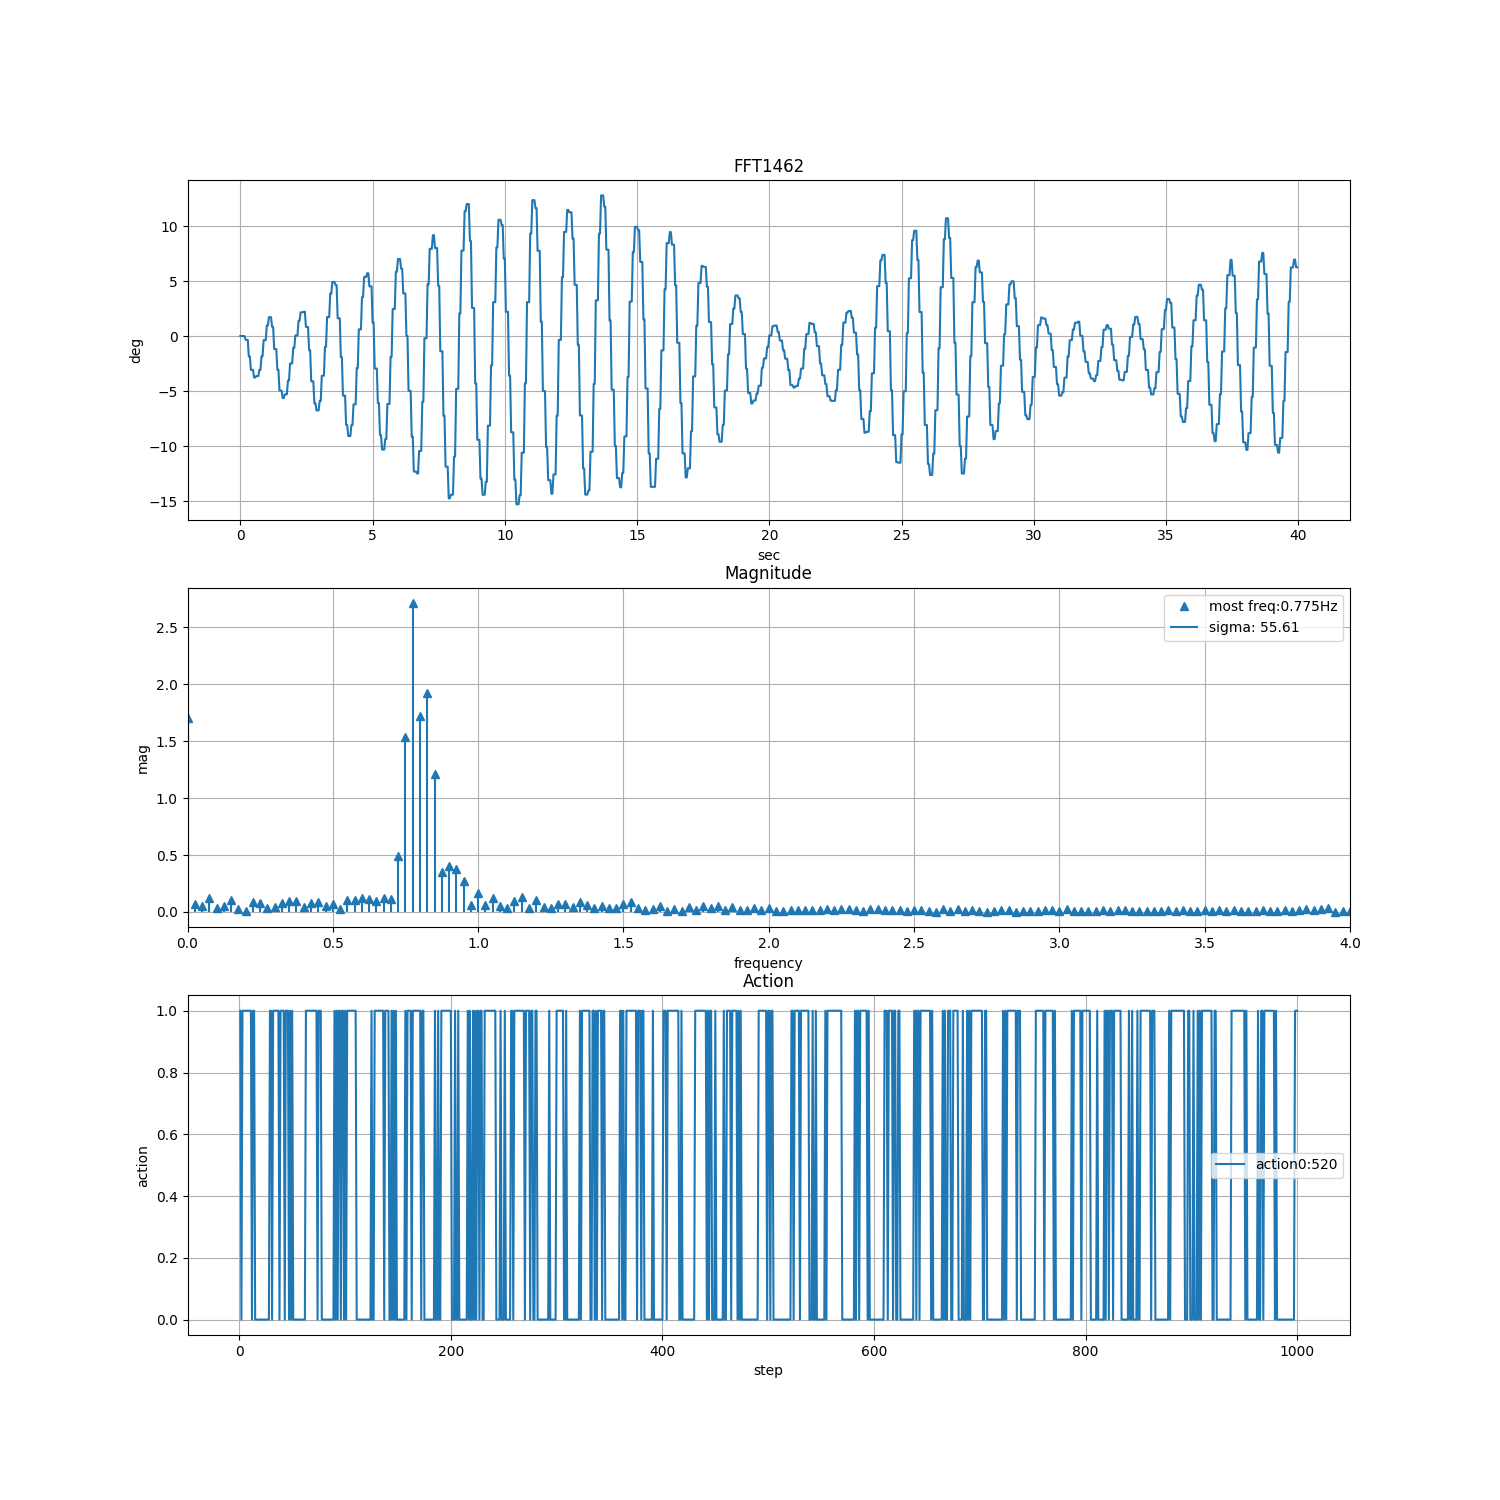 FFT1462
10
5
0
−5
−10
−15
deg
0 5 10 15 20 25 30 35 40
sec
Magnitude
most freq:0.775Hz
sigma: 55.61
2.5
2.0
1.5
1.0
0.5
0.0
mag
0.0 0.5 1.0 1.5 2.0 2.5 3.0 3.5 4.0
frequency
Action
1.0
0.8
0.6
0.4
0.2
0.0
action
action0:520
0 200 400 600 800 1000
step